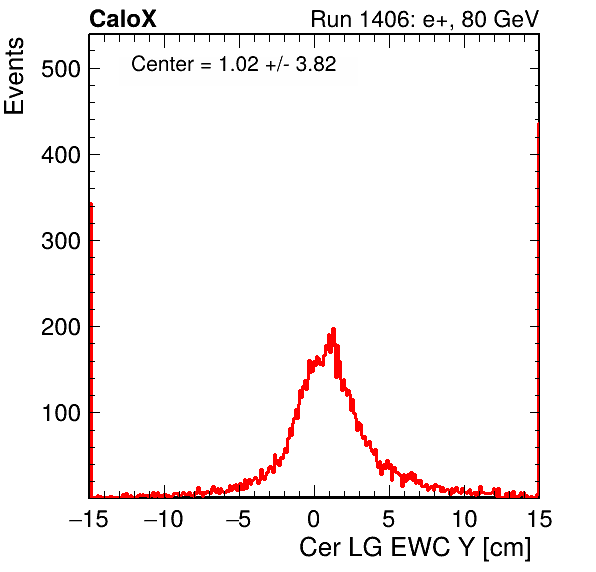 CaloX Run 1406: e+, 80 GeV
Events
Center = 1.02 +/- 3.82
500
400
300
200
100
−15 −10 −5 0 5 10 15
Cer LG EWC Y [cm]